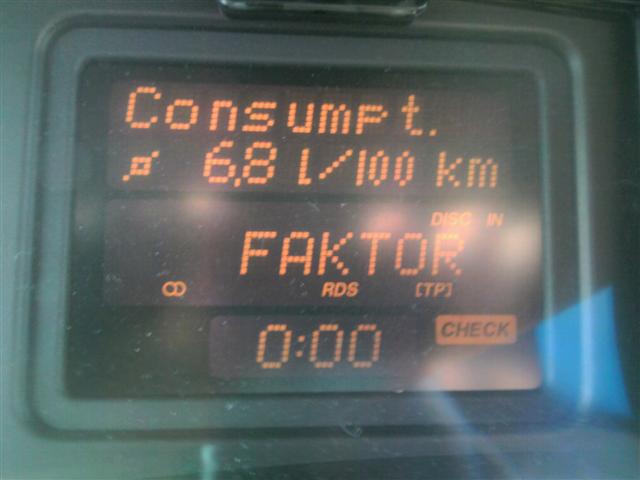 Consumpt.
ø 6,8 l/100 km
DISC IN
FAKTOR
RDS [TP]
0:00 CHECK